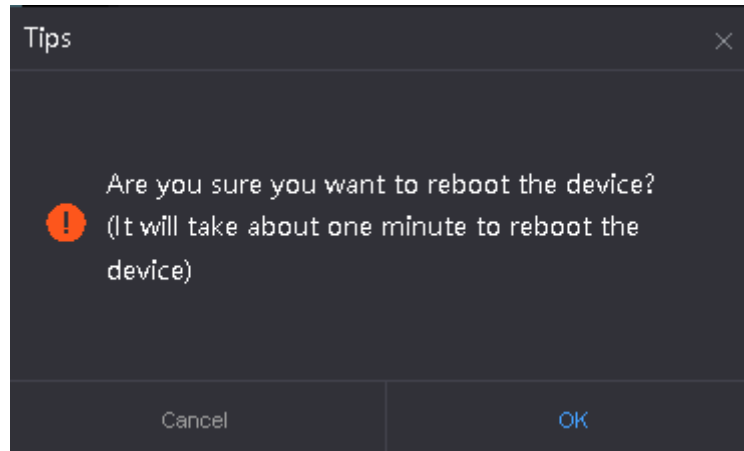 Tips
Are you sure you want to reboot the device?
(It will take about one minute to reboot the
device)
Cancel
OK